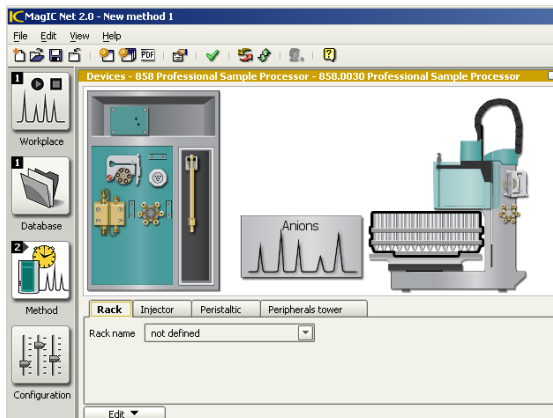 MagIC Net 2.0 - New method 1
File Edit View Help
PDF
Devices - 858 Professional Sample Processor - 858.0030 Professional Sample Processor
1
Workplace
1
Database
2
Method
Configuration
Anions
Rack Injector Peristaltic Peripherals tower
Rack name not defined
Edit